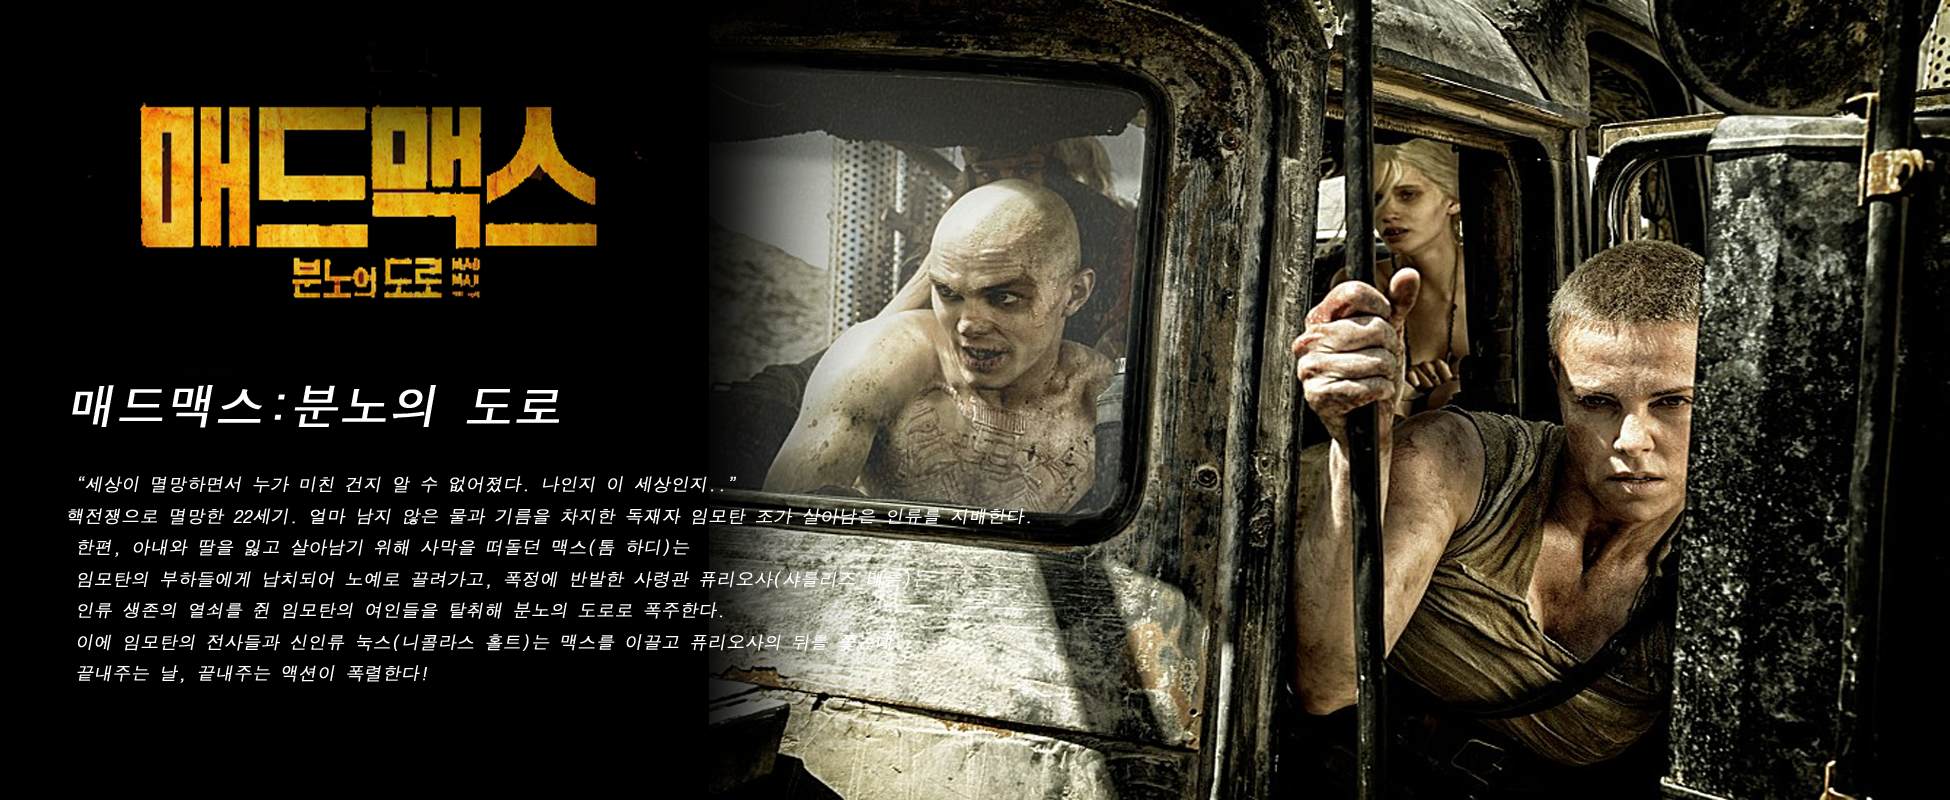 매드맥스
분노의 도로
매드맥스:분노의 도로
“세상이 멸망하면서 누가 미친 건지 알 수 없어졌다. 나인지 이 세상인지..”
핵전쟁으로 멸망한 22세기. 얼마 남지 않은 물과 기름을 차지한 독재자 임모탄 조가 살아남은 인류를 지배한다.
한편, 아내와 딸을 잃고 살아남기 위해 사막을 떠돌던 맥스(톰 하디)는
임모탄의 부하들에게 납치되어 노예로 끌려가고, 폭정에 반발한 사령관 퓨리오사(샤를리즈 테론)는
인류 생존의 열쇠를 쥔 임모탄의 여인들을 탈취해 분노의 도로로 폭주한다.
이에 임모탄의 전사들과 신인류 눅스(니콜라스 홀트)는 맥스를 이끌고 퓨리오사의 뒤를
끝내주는 날, 끝내주는 액션이 폭렬한다!